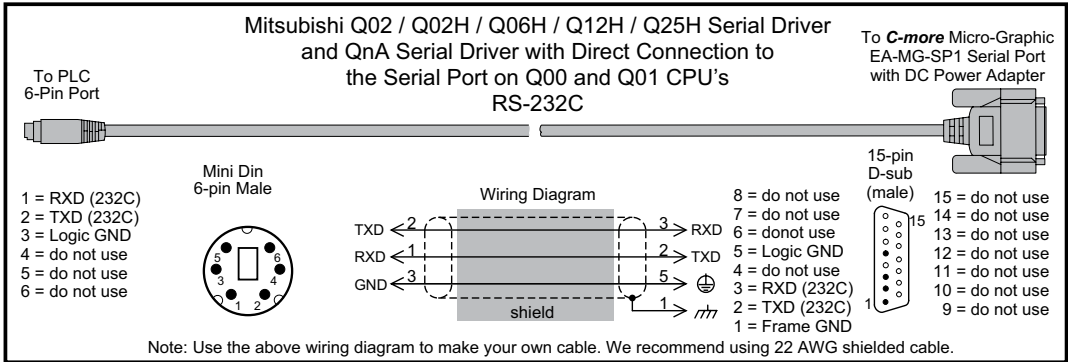 Mitsubishi Q02 / Q02H / Q06H / Q12H / Q25H Serial Driver
and QnA Serial Driver with Direct Connection to
the Serial Port on Q00 and Q01 CPU's
RS-232C
To PLC
6-Pin Port
To C-more Micro-Graphic
EA-MG-SP1 Serial Port
with DC Power Adapter
1 = RXD (232C)
2 = TXD (232C)
3 = Logic GND
4 = do not use
5 = do not use
6 = do not use
Mini Din
6-pin Male
5 6
3 4
1 2
Wiring Diagram
TXD 2 3 RXD
RXD 1 2 TXD
GND 3 5
1
shield
8 = do not use
7 = do not use
6 = donot use
5 = Logic GND
4 = do not use
3 = RXD (232C)
2 = TXD (232C)
1 = Frame GND
15-pin
D-sub
(male)
15
1
15 = do not use
14 = do not use
13 = do not use
12 = do not use
11 = do not use
10 = do not use
9 = do not use
Note: Use the above wiring diagram to make your own cable. We recommend using 22 AWG shielded cable.